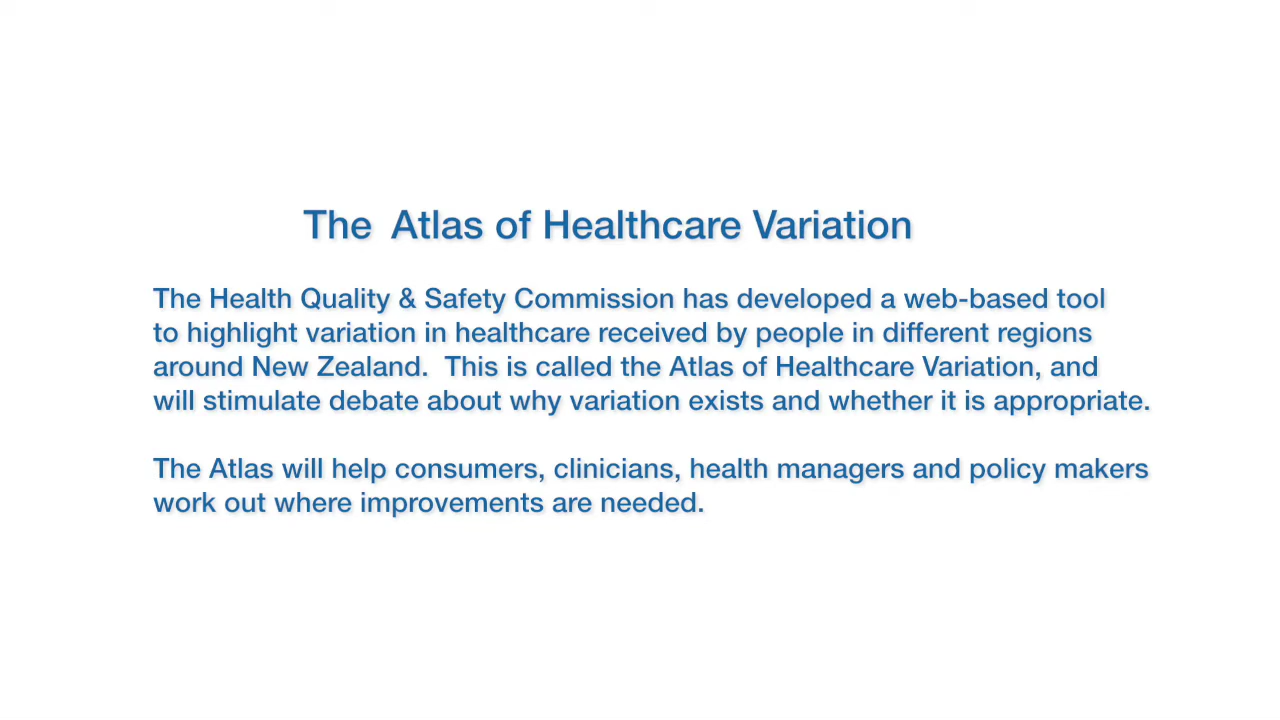 The Atlas of Healthcare Variation
The Health Quality & Safety Commission has developed a web-based tool
to highlight variation in healthcare received by people in different regions
around New Zealand. This is called the Atlas of Healthcare Variation, and
will stimulate debate about why variation exists and whether it is appropriate.
The Atlas will help consumers, clinicians, health managers and policy makers
work out where improvements are needed.